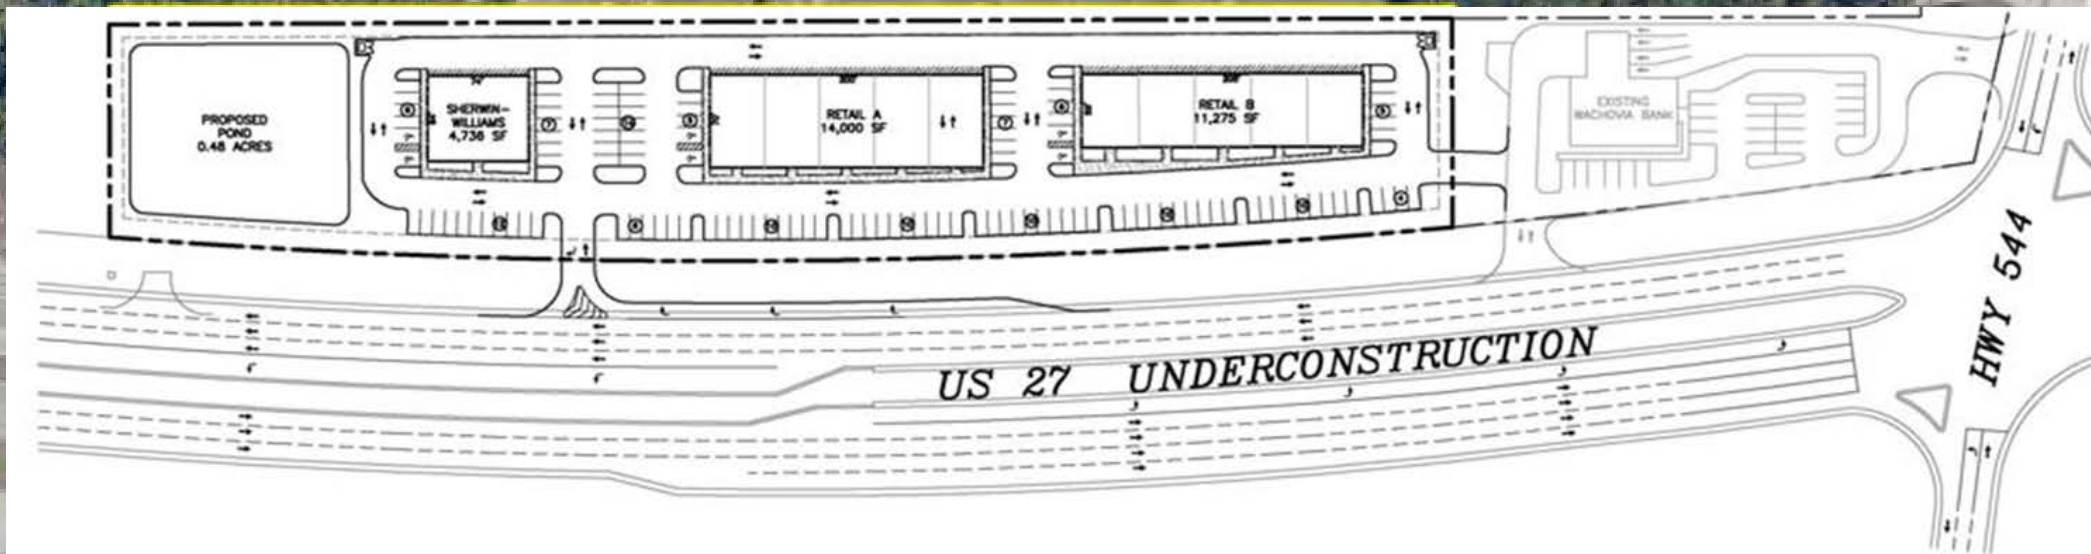 PROPOSED
POND
0.48 ACRES
SHERWIN-
WILLIAMS
4,738 SF
RETAIL A
14,000 SF
RETAIL B
11,275 SF
EXISTING
WACHOVIA BANK
US 27 UNDERCONSTRUCTION
HWY 544